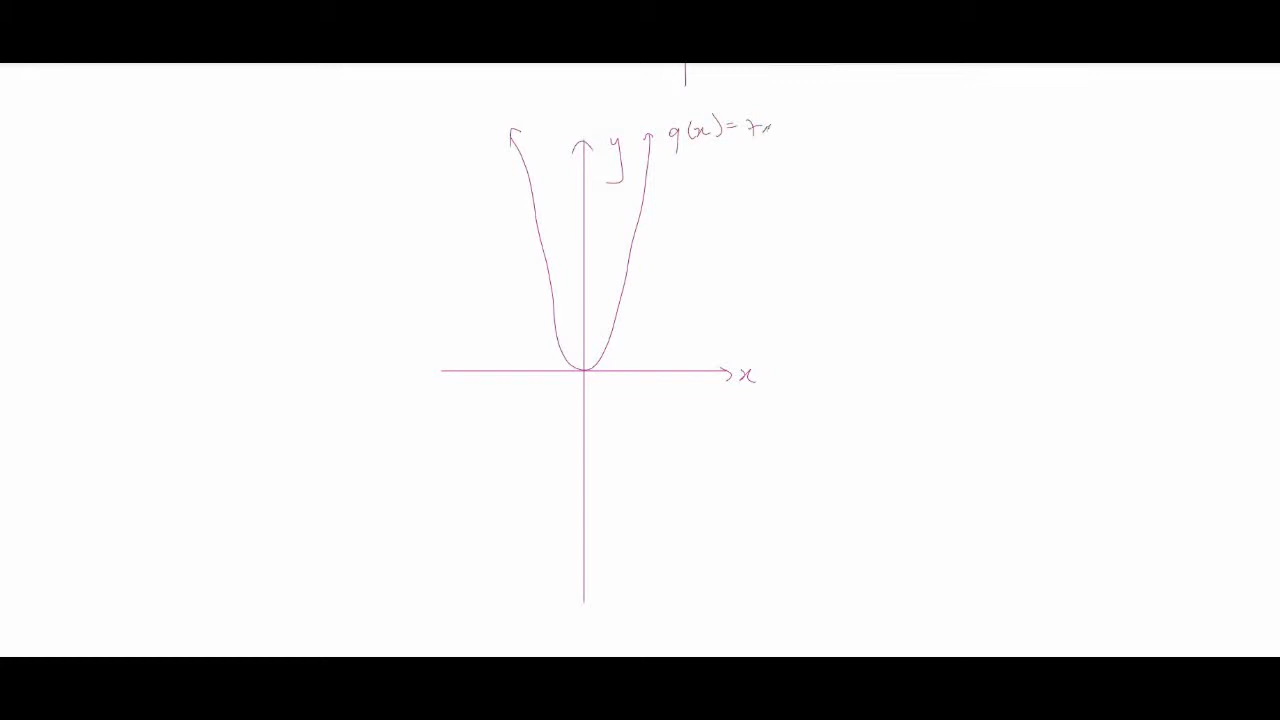 y
g(x) = 7x
x